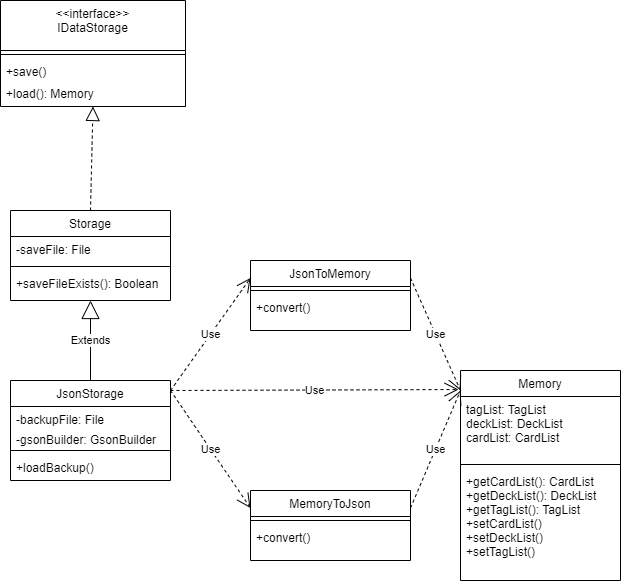 <<interface>>
IDataStorage
+save()
+load(): Memory
Storage
-saveFile: File
+saveFileExists(): Boolean
Extends
JsonStorage
-backupFile: File
-gsonBuilder: GsonBuilder
+loadBackup()
Use
Use
Use
JsonToMemory
+convert()
MemoryToJson
+convert()
Use
Use
Memory
tagList: TagList
deckList: DeckList
cardList: CardList
+getCardList(): CardList
+getDeckList(): DeckList
+getTagList(): TagList
+setCardList()
+setDeckList()
+setTagList()